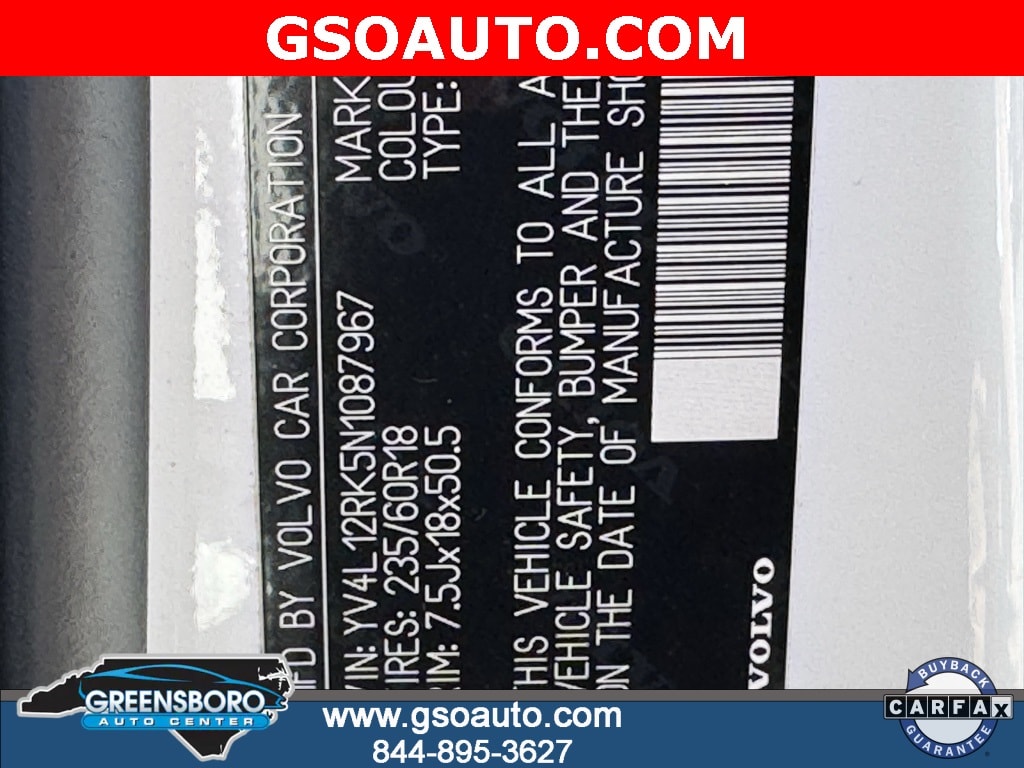 GSOAUTO.COM
MFD BY VOLVO CAR CORPORATION
VIN: YV4L12RK5N1087967 MARK
TIRES: 235/60R18 COLOU
RIM: 7.5Jx18x50.5 TYPE:
THIS VEHICLE CONFORMS TO ALL A
VEHICLE SAFETY, BUMPER AND THE
ON THE DATE OF MANUFACTURE SHO
VOLVO
GREENSBORO
AUTO CENTER
www.gsoauto.com
844-895-3627
BUYBACK
CARFAX
GUARANTEE